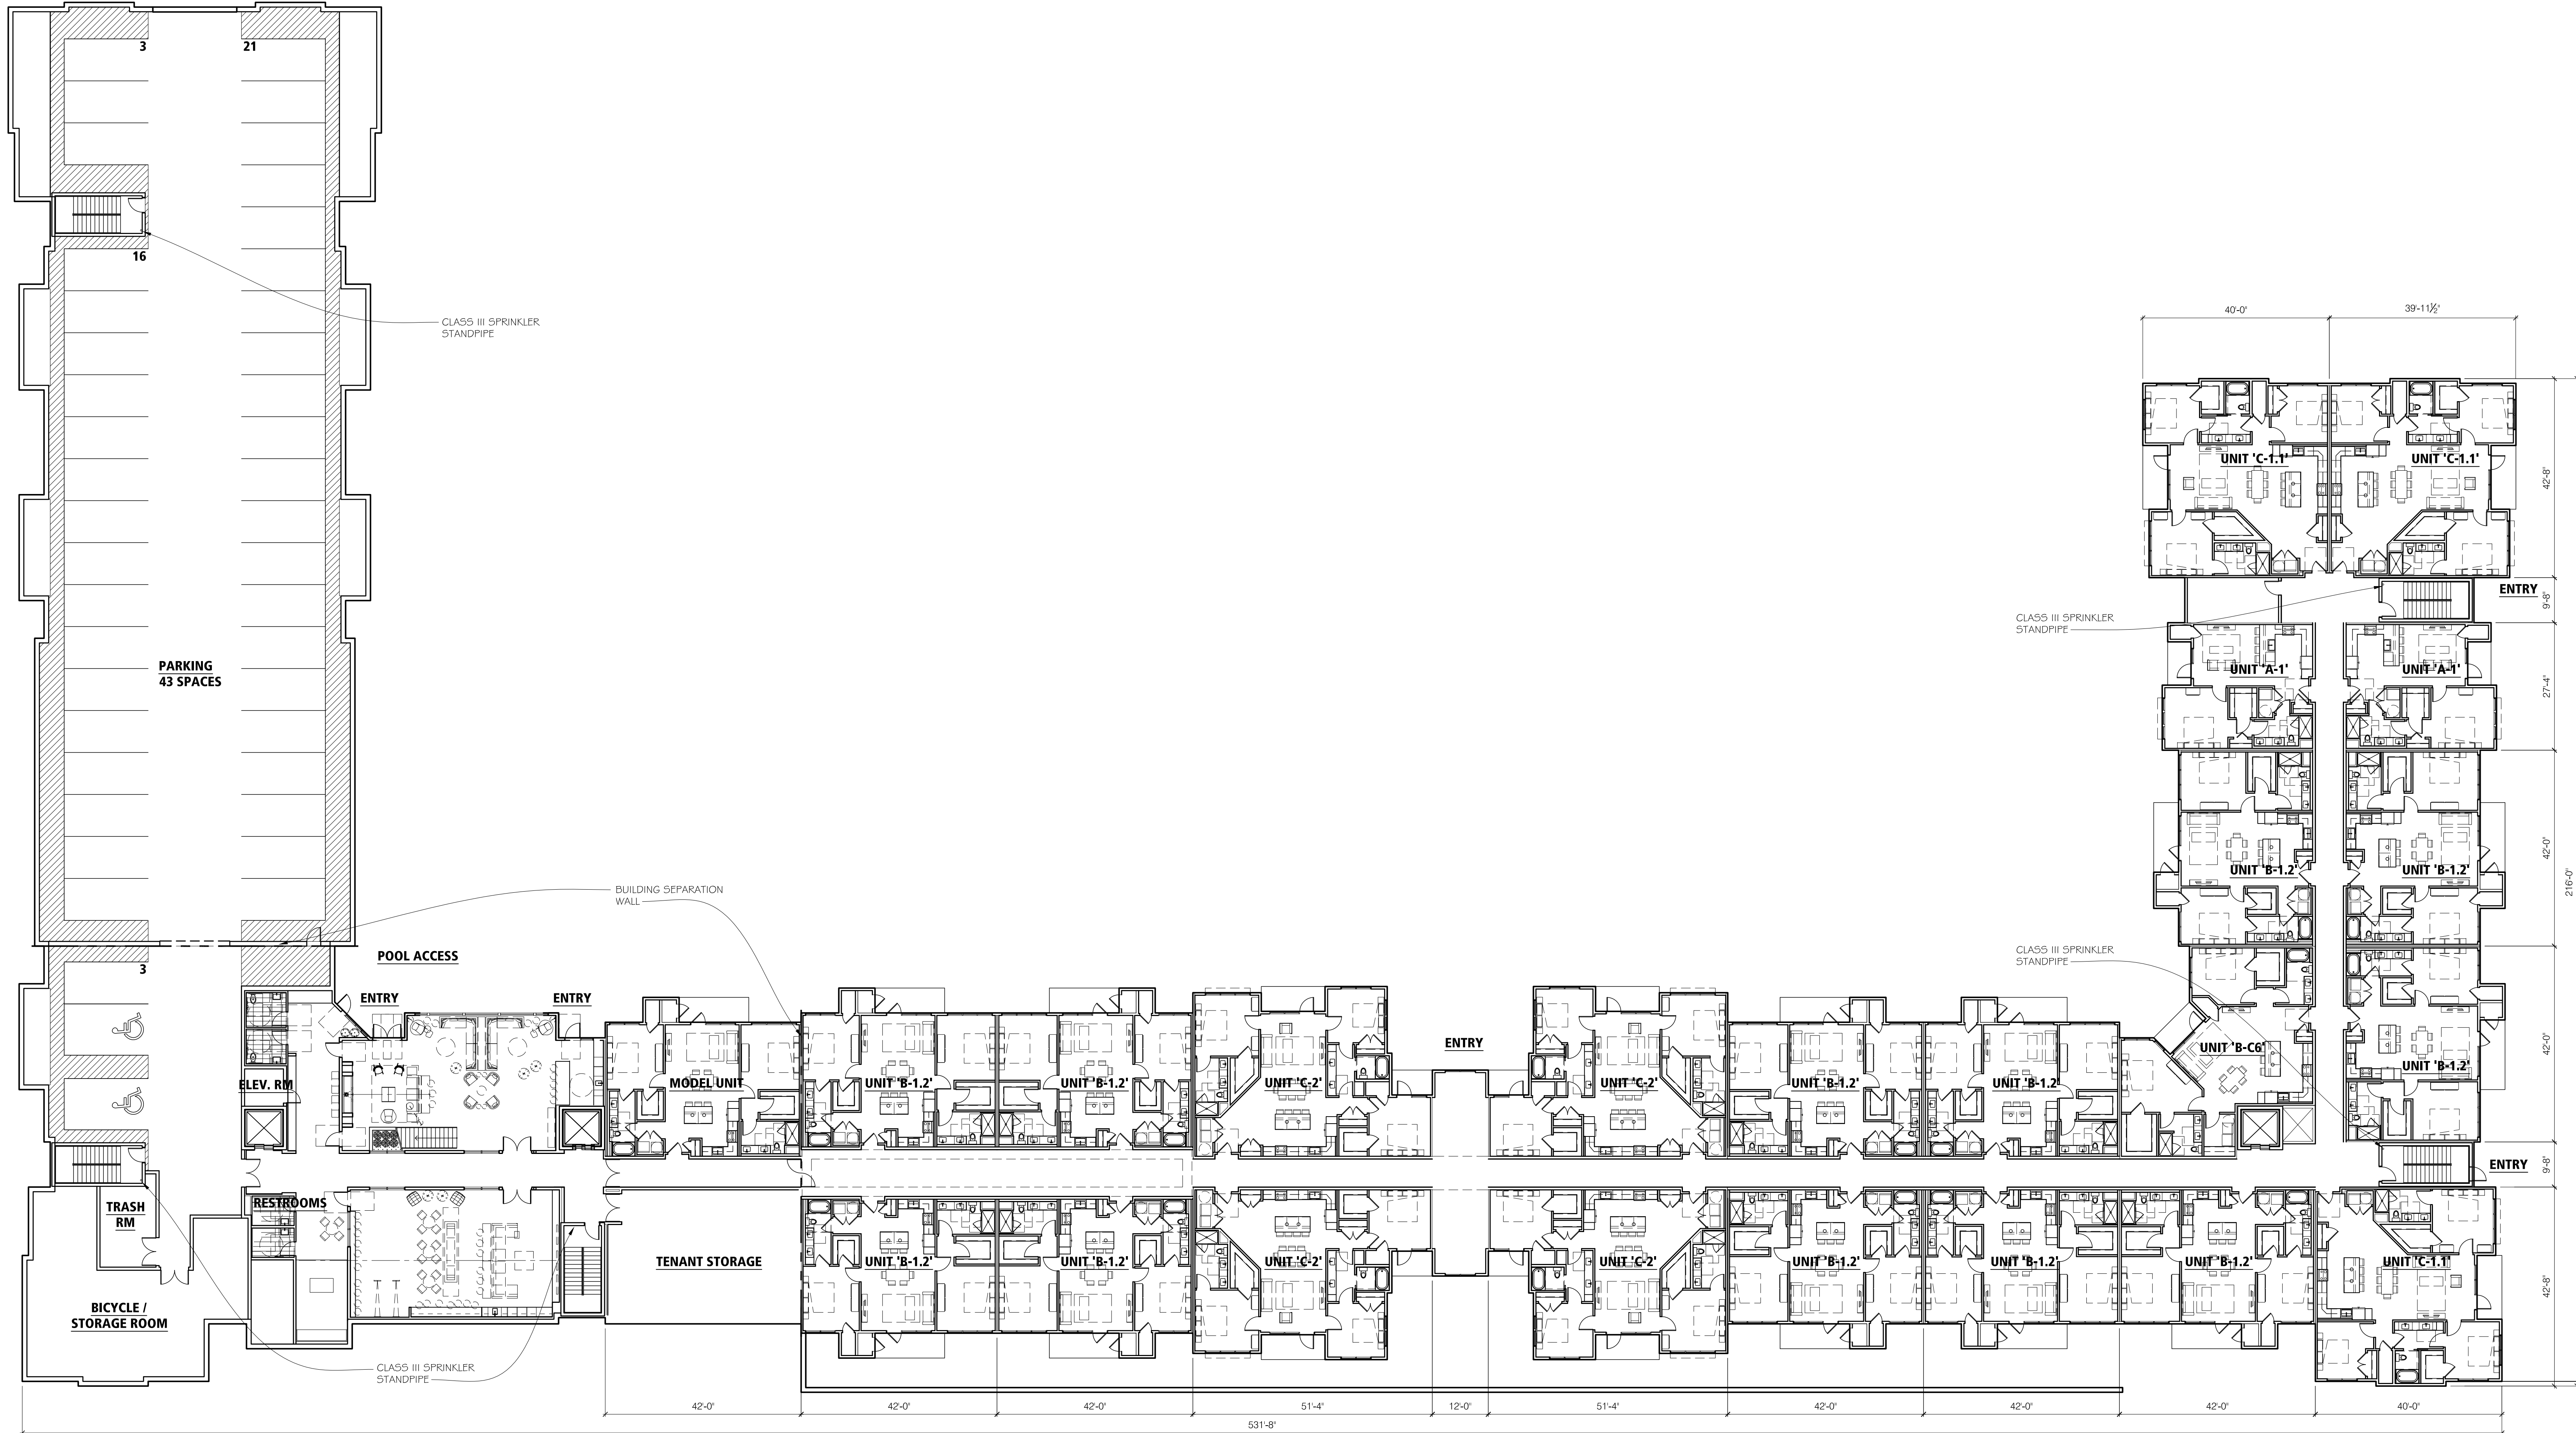 3
21
16
CLASS III SPRINKLER
STANDPIPE
40'-0"
39'-11½"
UNIT 'C-1.1'
UNIT 'C-1.1'
42'-8"
ENTRY
9'-8"
CLASS III SPRINKLER
STANDPIPE
PARKING
43 SPACES
UNIT 'A-1'
UNIT 'A-1'
27'-4"
UNIT 'B-1.2'
UNIT 'B-1.2'
42'-0"
216'-0"
BUILDING SEPARATION
WALL
POOL ACCESS
CLASS III SPRINKLER
STANDPIPE
3
ENTRY
ENTRY
ENTRY
UNIT 'B-C6'
42'-0"
UNIT 'B-1.2'
ELEV. RM
MODEL UNIT
UNIT 'B-1.2'
UNIT 'B-1.2'
UNIT 'C-2'
UNIT 'C-2'
UNIT 'B-1.2'
UNIT 'B-1.2'
ENTRY
9'-8"
TRASH
RM
RESTROOMS
TENANT STORAGE
UNIT 'B-1.2'
UNIT 'B-1.2'
UNIT 'C-2'
UNIT 'C-2'
UNIT 'B-1.2'
UNIT 'B-1.2'
UNIT 'B-1.2'
UNIT 'C-1.1'
42'-8"
BICYCLE /
STORAGE ROOM
CLASS III SPRINKLER
STANDPIPE
42'-0"
42'-0"
42'-0"
51'-4"
12'-0"
51'-4"
42'-0"
42'-0"
42'-0"
40'-0"
531'-8"